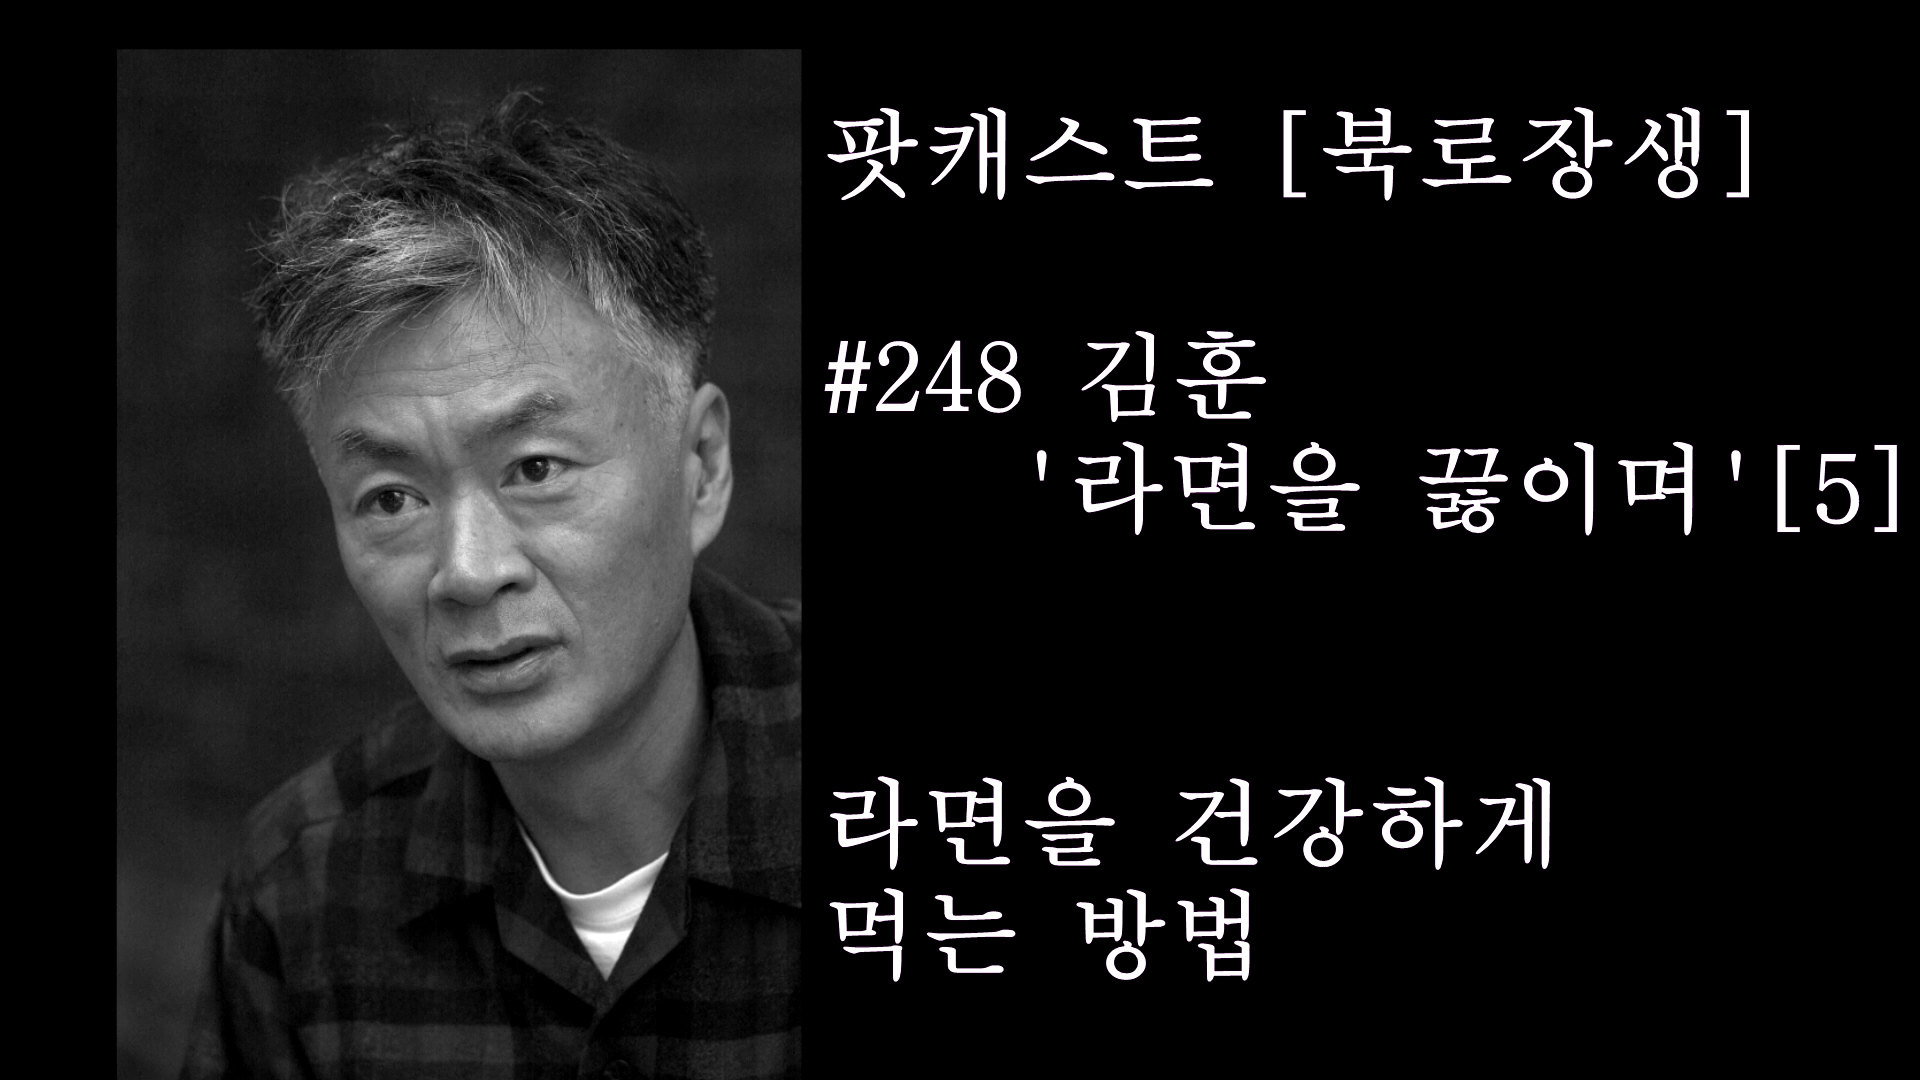 팟캐스트 [북로장생]
#248 김훈
'라면을 끓이며'[5]
라면을 건강하게
먹는 방법